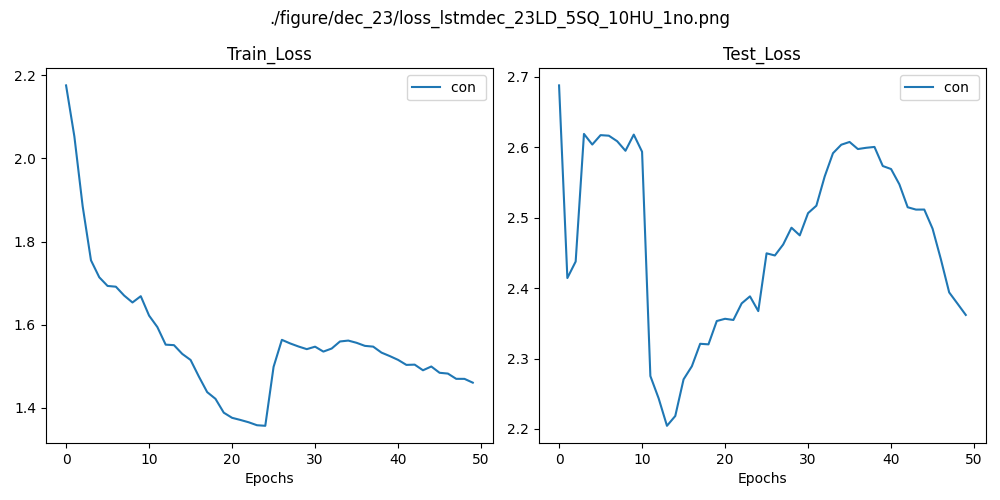 ./figure/dec_23/loss_lstmdec_23LD_5SQ_10HU_1no.png
Train_Loss
con
2.2
2.0
1.8
1.6
1.4
0 10 20 30 40 50
Epochs
Test_Loss
con
2.7
2.6
2.5
2.4
2.3
2.2
0 10 20 30 40 50
Epochs